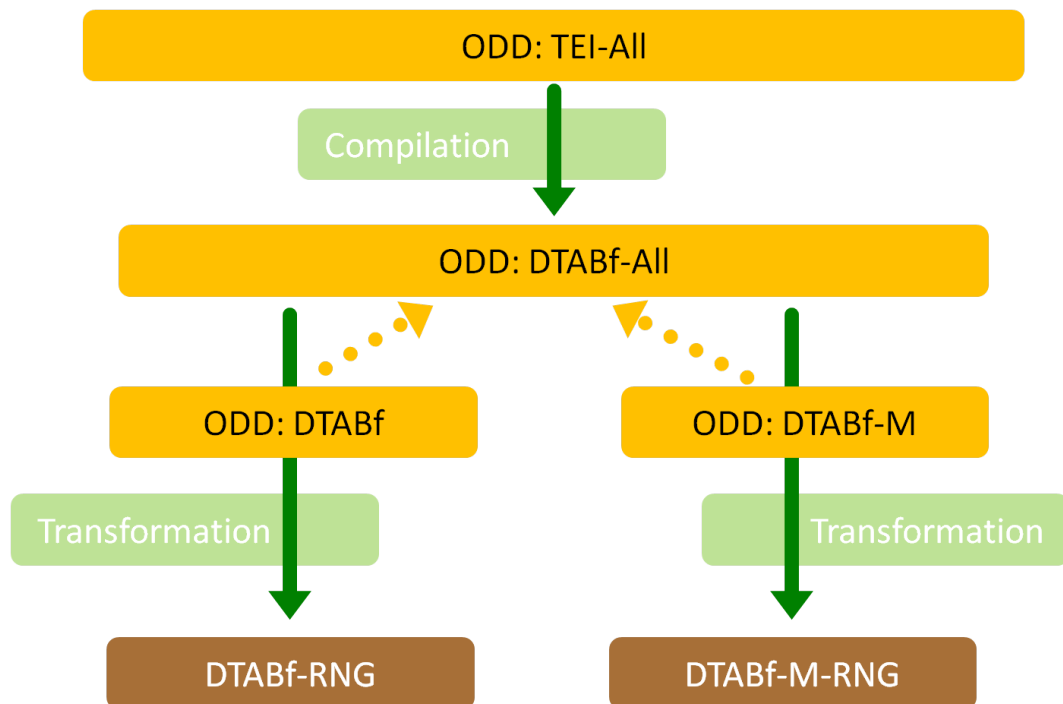 ODD: TEI-All
Compilation
ODD: DTABf-All
ODD: DTABf
ODD: DTABf-M
Transformation
Transformation
DTABf-RNG
DTABf-M-RNG